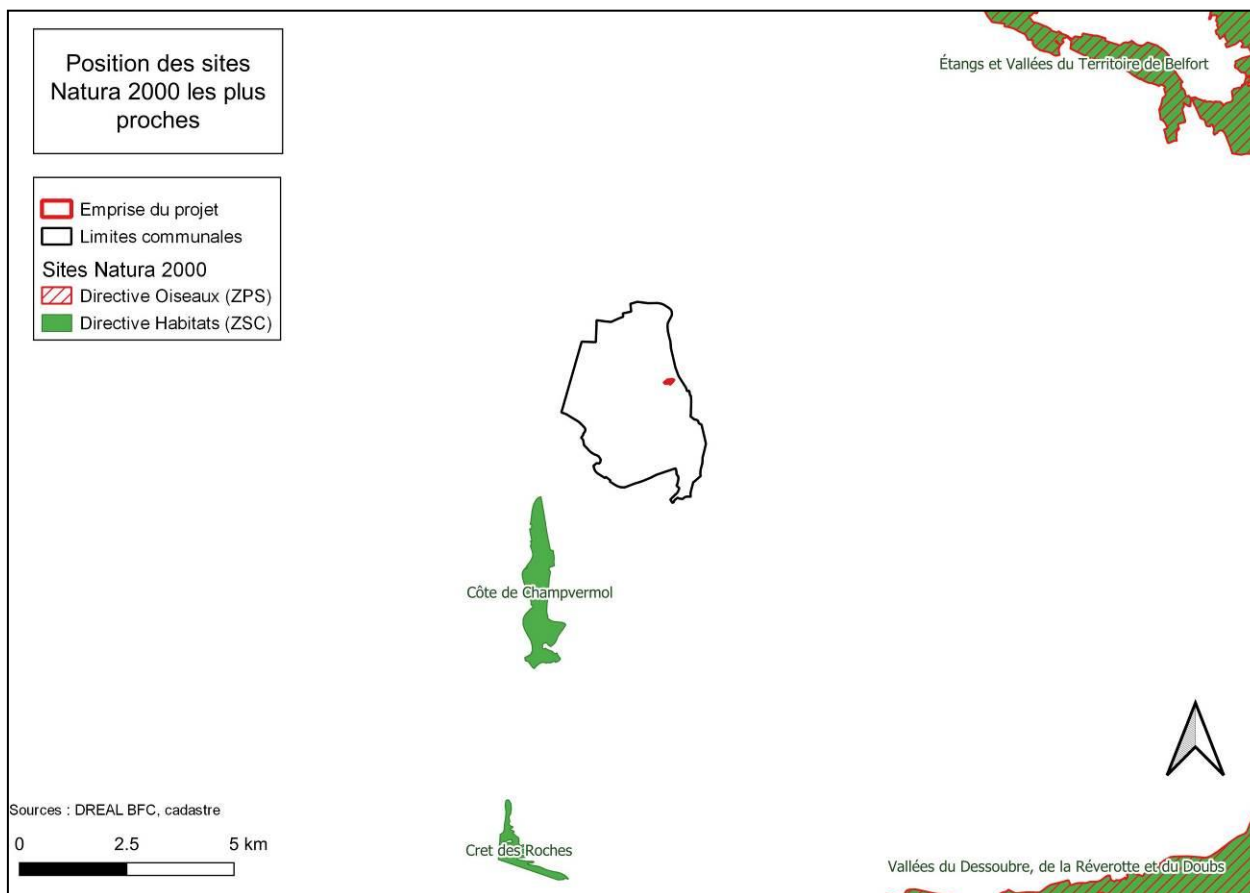 Position des sites
Natura 2000 les plus
proches
Emprise du projet
Limites communales
Sites Natura 2000
Directive Oiseaux (ZPS)
Directive Habitats (ZSC)
Étangs et Vallées du Territoire de Belfort
Côte de Champvermol
Cret des Roches
Vallées du Dessoubre, de la Réverotte et du Doubs
Sources : DREAL BFC, cadastre
0 2.5 5 km